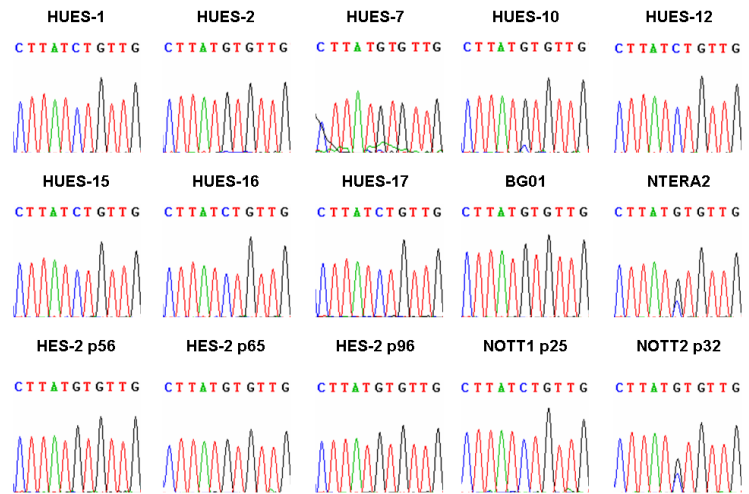 HUES-1 HUES-2 HUES-7 HUES-10 HUES-12
CTTATCTGTTG CTTATGTGTTG CTTATGTGTTG CTTATGTGTTG CTTATCTGTTG
HUES-15 HUES-16 HUES-17 BG01 NTERA2
CTTATCTGTTG CTTATCTGTTG CTTATCTGTTG CTTATGTGTTG CTTATGTGTTG
HES-2 p56 HES-2 p65 HES-2 p96 NOTT1 p25 NOTT2 p32
CTTATGTGTTG CTTATGTGTTG CTTATGTGTTG CTTATCTGTTG CTTATGTGTTG